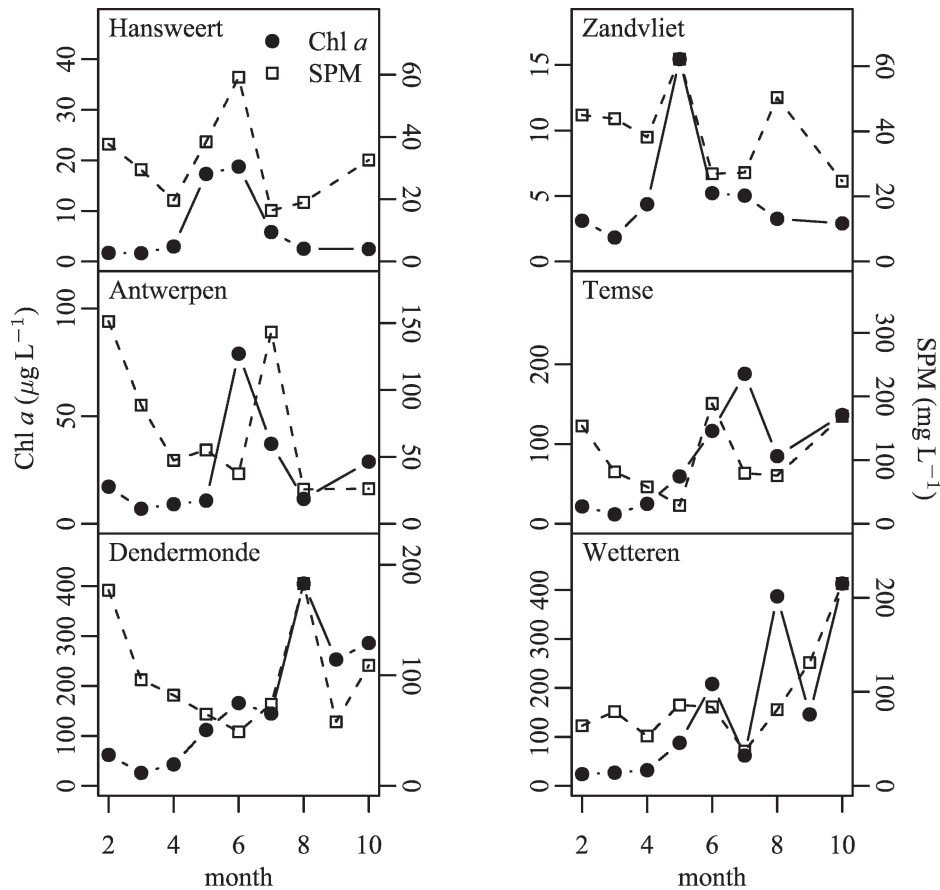 Hansweert
Chl a
SPM
0 10 20 30 40
0 20 40 60
Zandvliet
0 5 10 15
0 20 40 60
Antwerpen
0 50 100
0 50 100 150
Temse
0 100 200
0 100 200 300
Dendermonde
0 100 200 300 400
0 100 200
Wetteren
0 100 200 300 400
0 100 200
Chl a (µg L−1)
SPM (mg L−1)
2 4 6 8 10
2 4 6 8 10
month
month